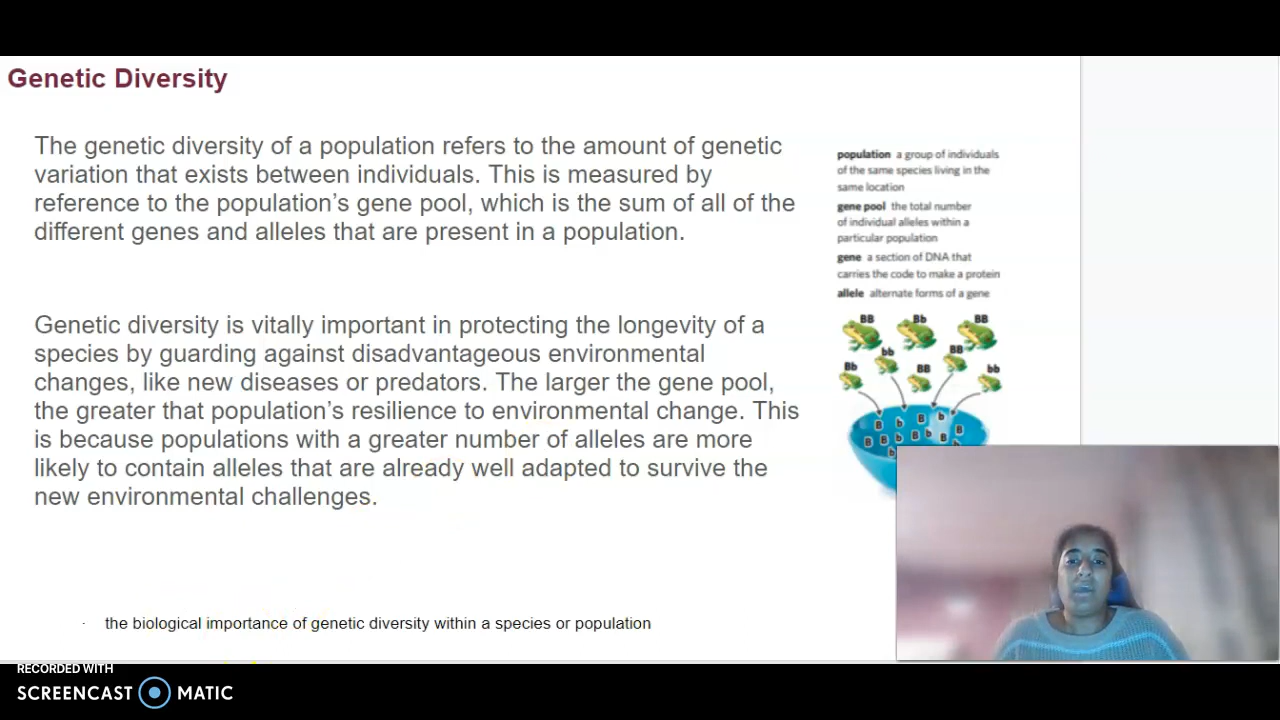 Genetic Diversity
The genetic diversity of a population refers to the amount of genetic
variation that exists between individuals. This is measured by
reference to the population's gene pool, which is the sum of all of the
different genes and alleles that are present in a population.
Genetic diversity is vitally important in protecting the longevity of a
species by guarding against disadvantageous environmental
changes, like new diseases or predators. The larger the gene pool,
the greater that population's resilience to environmental change. This
is because populations with a greater number of alleles are more
likely to contain alleles that are already well adapted to survive the
new environmental challenges.
· the biological importance of genetic diversity within a species or population
population a group of individuals
of the same species living in the
same location
gene pool the total number
of individual alleles within a
particular population
gene a section of DNA that
carries the code to make a protein
allele alternate forms of a gene
BB Bb BB
Bb bb BB BB bb
B b B b B
B B b B b B b
b
RECORDED WITH
SCREENCAST MATIC